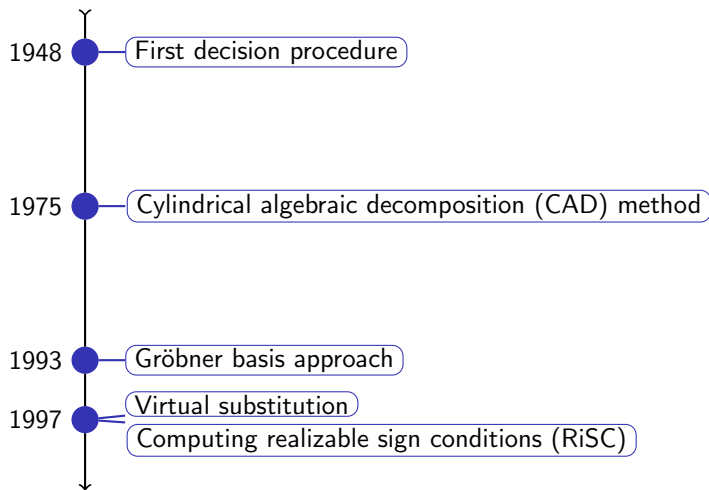 1948 First decision procedure
1975 Cylindrical algebraic decomposition (CAD) method
1993 Gröbner basis approach
Virtual substitution
1997
Computing realizable sign conditions (RiSC)